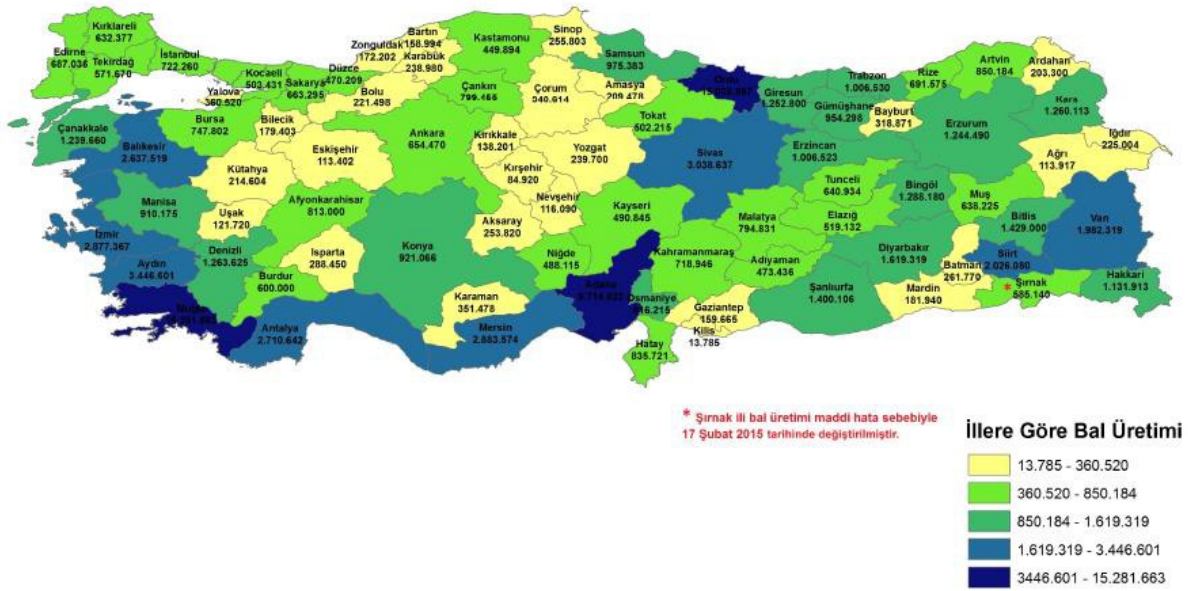 Kırklareli
632.377
Edirne
687.036
Tekirdağ
571.670
İstanbul
722.260
Kocaeli
503.431
Sakarya
663.295
Yalova
360.520
Düzce
470.209
Zonguldak
172.202
Bartın
158.994
Karabük
238.980
Kastamonu
449.894
Sinop
255.803
Samsun
975.383
Bolu
221.498
Çankırı
799.466
Çorum
Amasya
209.478
Ordu
Giresun
1.252.800
Trabzon
1.006.530
Rize
691.575
Artvin
850.184
Ardahan
203.300
Gümüşhane
954.298
Bayburt
318.871
Kars
1.260.113
Iğdır
225.004
Erzurum
1.244.490
Ağrı
113.917
Çanakkale
1.239.660
Balıkesir
2.637.519
Bursa
747.802
Bilecik
179.403
Eskişehir
113.402
Ankara
654.470
Kırıkkale
138.201
Yozgat
239.700
Tokat
502.215
Sivas
3.038.637
Erzincan
1.006.523
Tunceli
640.934
Bingöl
1.288.180
Muş
638.225
Bitlis
1.429.000
Van
1.982.319
Kütahya
214.604
Kırşehir
84.920
Nevşehir
116.090
Kayseri
490.845
Malatya
794.831
Elazığ
519.132
Manisa
910.175
Uşak
121.720
Afyonkarahisar
813.000
Aksaray
253.820
Konya
921.066
Niğde
488.115
Kahramanmaraş
718.946
Adıyaman
473.436
Diyarbakır
1.619.319
Batman
261.770
Siirt
2.026.080
Şırnak
* 585.140
Hakkari
1.131.913
İzmir
2.877.367
Aydın
3.446.601
Denizli
1.263.625
Isparta
288.450
Burdur
600.000
Muğla
Antalya
2.710.642
Karaman
351.478
Mersin
2.883.574
Adana
Osmaniye
Gaziantep
159.665
Kilis
13.785
Hatay
835.721
Şanlıurfa
1.400.106
Mardin
181.940
* Şırnak ili bal üretimi maddi hata sebebiyle
17 Şubat 2015 tarihinde değiştirilmiştir.
İllere Göre Bal Üretimi
13.785 - 360.520
360.520 - 850.184
850.184 - 1.619.319
1.619.319 - 3.446.601
3446.601 - 15.281.663